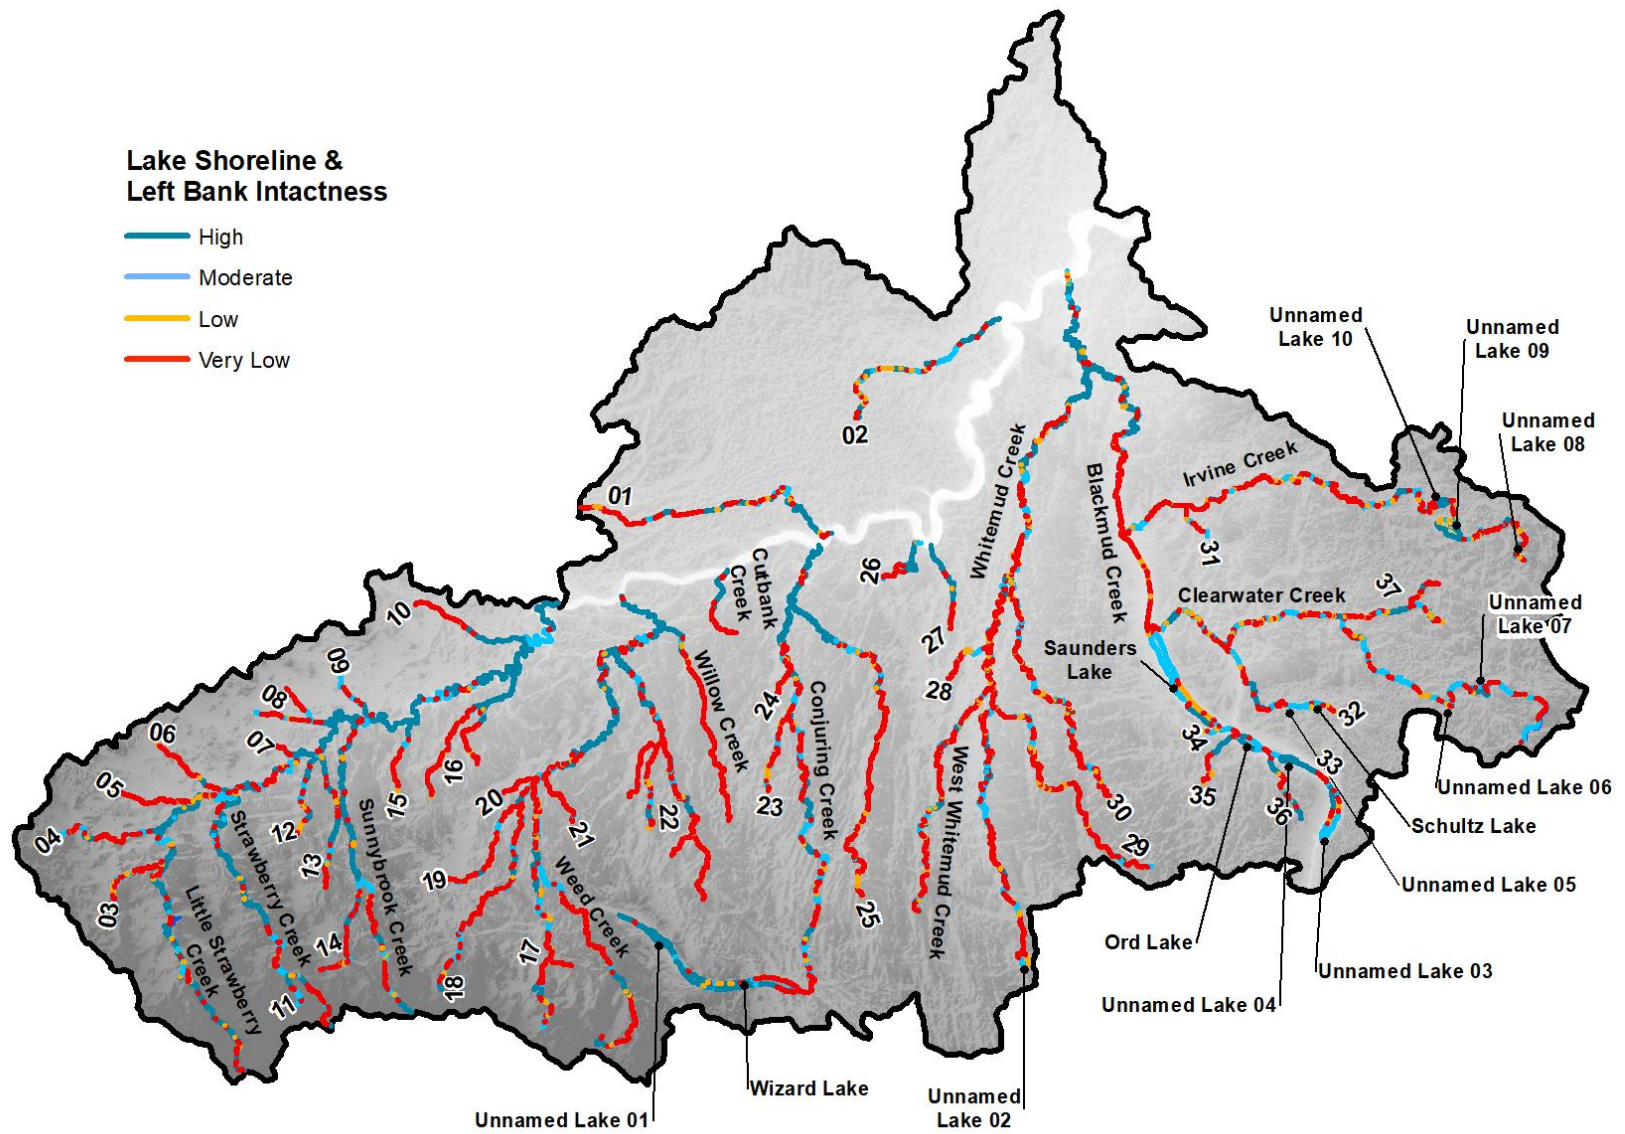 Lake Shoreline &
Left Bank Intactness
High
Moderate
Low
Very Low
Unnamed
Lake 10
Unnamed
Lake 09
Unnamed
Lake 08
02
01
Whitemud Creek
Blackmud Creek
Irvine Creek
31
Clearwater Creek
37
Unnamed
Lake 07
Cutbank
Creek
26
27
28
Saunders
Lake
10
09
08
07
06
05
04
03
Willow Creek
24
23
Conjuring Creek
34
35
36
33
32
Unnamed Lake 06
Schultz Lake
Unnamed Lake 05
Unnamed Lake 03
Ord Lake
Unnamed Lake 04
16
15
20
21
22
12
13
14
19
18
17
11
Strawberry Creek
Little Strawberry
Creek
Sunnybrook Creek
Weed Creek
25
West Whitemud Creek
30
29
Wizard Lake
Unnamed Lake 01
Unnamed
Lake 02